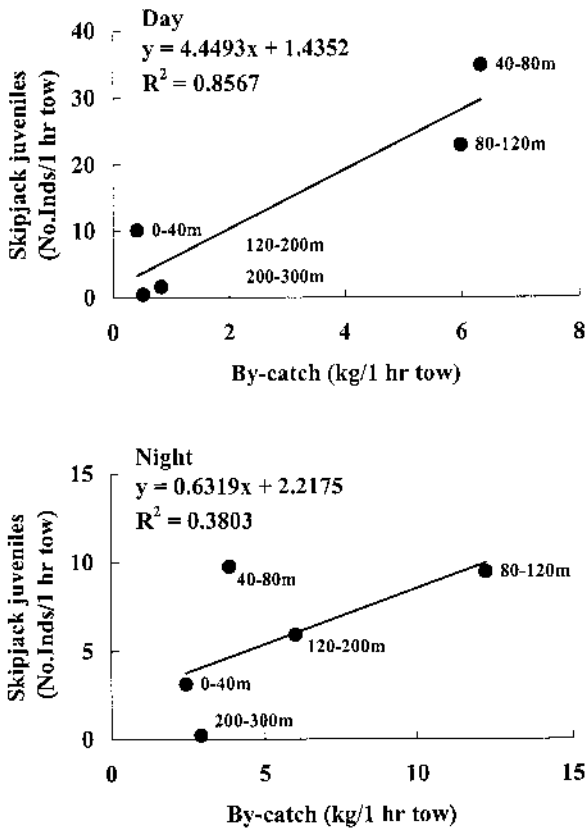 Day
y = 4.4493x + 1.4352
R² = 0.8567
Skipjack juveniles
(No.Inds/1 hr tow)
40
30
20
10
0
40-80m
80-120m
0-40m
120-200m
200-300m
0 2 4 6 8
By-catch (kg/1 hr tow)
Night
y = 0.6319x + 2.2175
R² = 0.3803
Skipjack juveniles
(No.Inds/1 hr tow)
15
10
5
0
40-80m
80-120m
120-200m
0-40m
200-300m
0 5 10 15
By-catch (kg/1 hr tow)